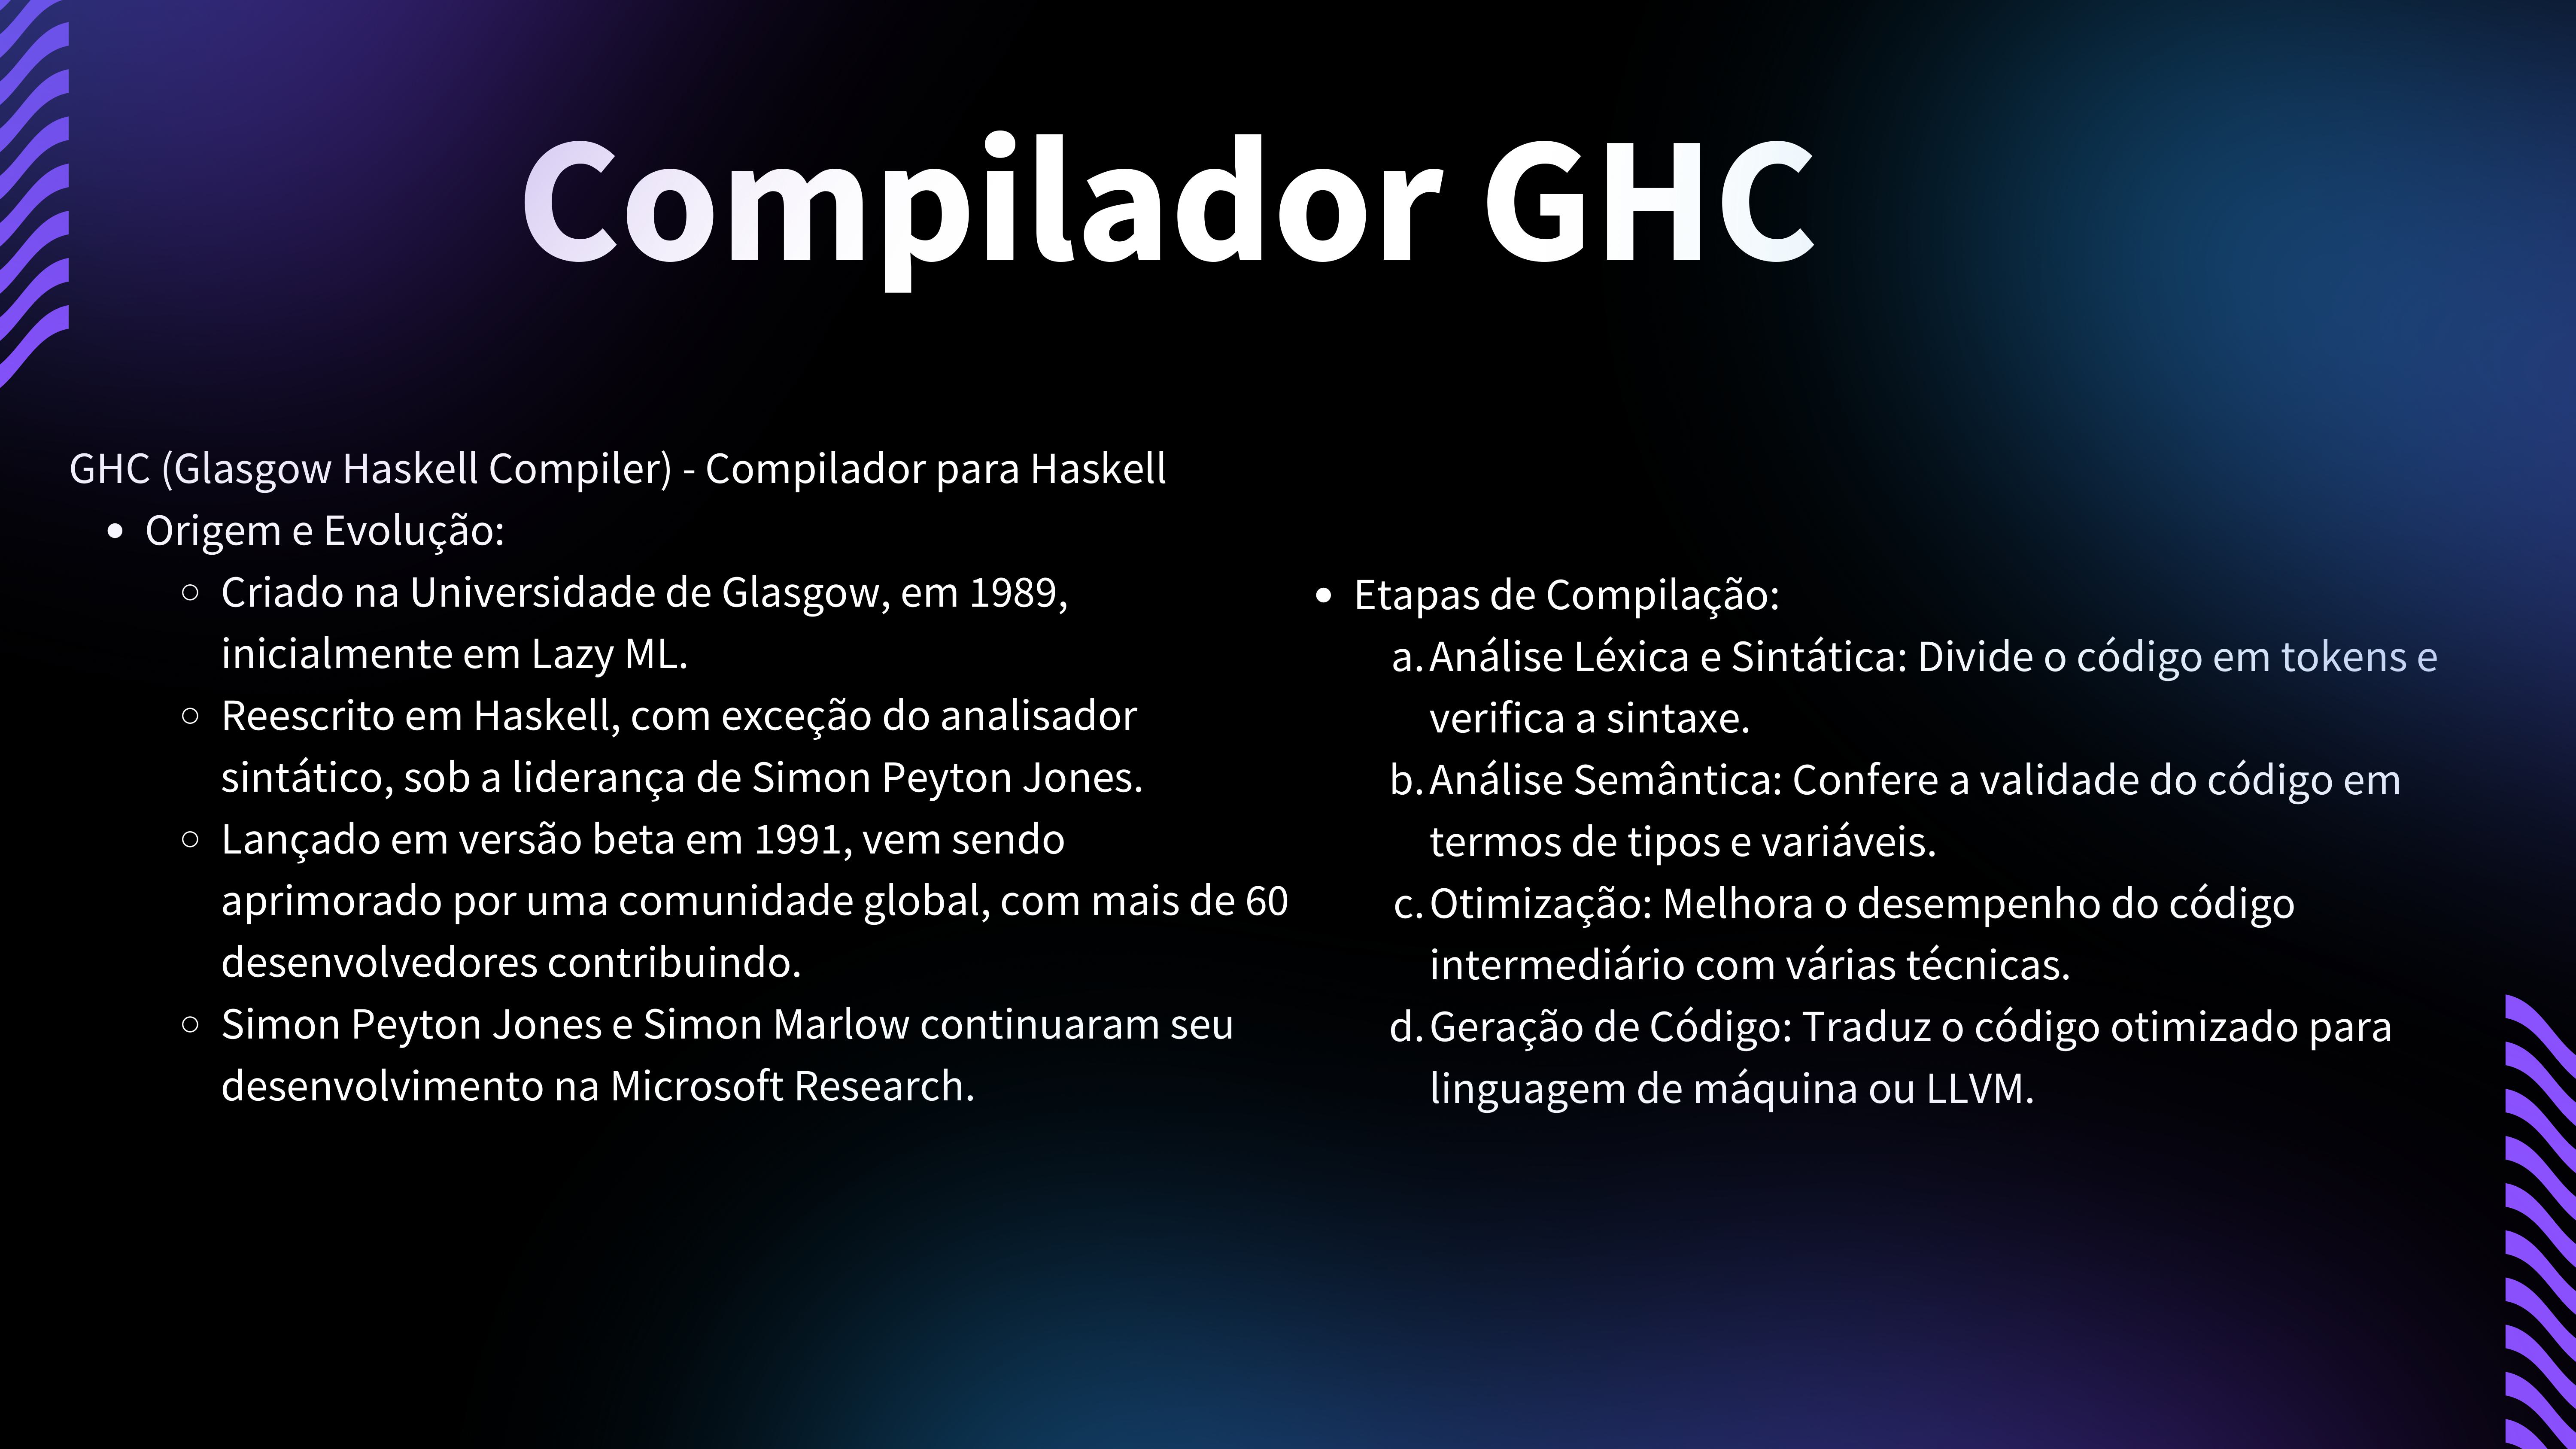 Compilador GHC
GHC (Glasgow Haskell Compiler) - Compilador para Haskell
• Origem e Evolução:
◦ Criado na Universidade de Glasgow, em 1989,
inicialmente em Lazy ML.
◦ Reescrito em Haskell, com exceção do analisador
sintático, sob a liderança de Simon Peyton Jones.
◦ Lançado em versão beta em 1991, vem sendo
aprimorado por uma comunidade global, com mais de 60
desenvolvedores contribuindo.
◦ Simon Peyton Jones e Simon Marlow continuaram seu
desenvolvimento na Microsoft Research.
• Etapas de Compilação:
a. Análise Léxica e Sintática: Divide o código em tokens e
verifica a sintaxe.
b. Análise Semântica: Confere a validade do código em
termos de tipos e variáveis.
c. Otimização: Melhora o desempenho do código
intermediário com várias técnicas.
d. Geração de Código: Traduz o código otimizado para
linguagem de máquina ou LLVM.